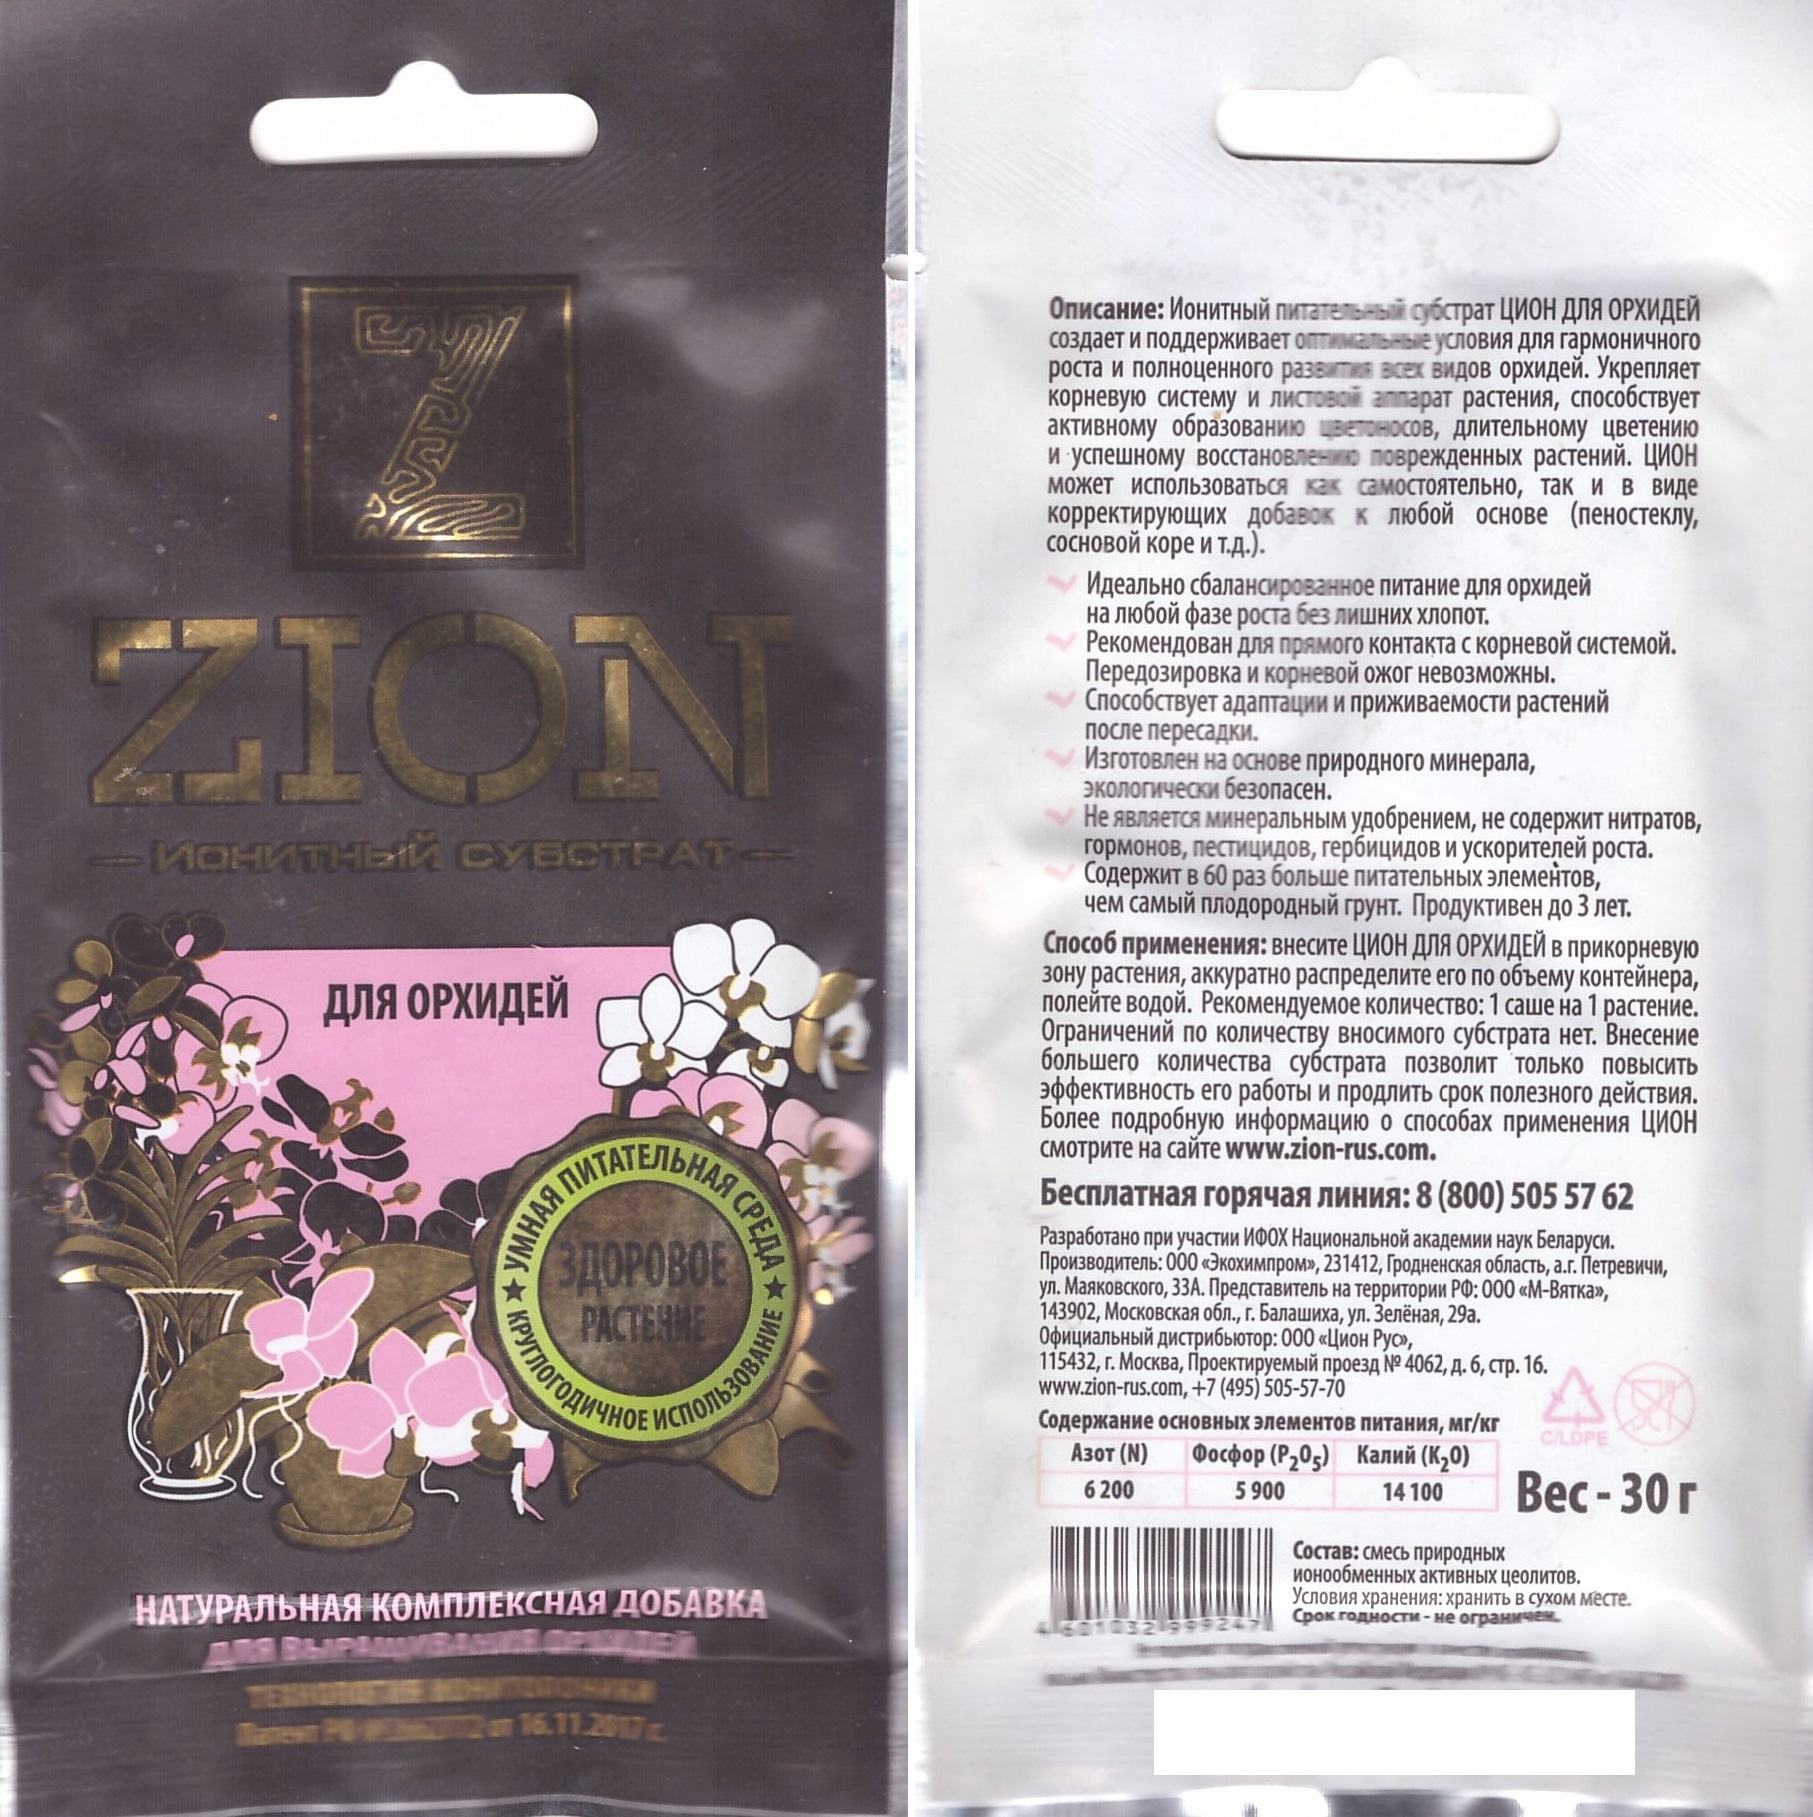 ZION
— ИОНИТНЫЙ СУБСТРАТ —
ДЛЯ ОРХИДЕЙ
★ УМНАЯ ПИТАТЕЛЬНАЯ СРЕДА ★
ЗДОРОВОЕ
РАСТЕНИЕ
КРУГЛОГОДИЧНОЕ ИСПОЛЬЗОВАНИЕ
НАТУРАЛЬНАЯ КОМПЛЕКСНАЯ ДОБАВКА
ДЛЯ ВЫРАЩИВАНИЯ ОРХИДЕЙ
Патент РФ от 16.11.2017 г.
Описание: Ионитный питательный субстрат ЦИОН ДЛЯ ОРХИДЕЙ
создает и поддерживает оптимальные условия для гармоничного
роста и полноценного развития всех видов орхидей. Укрепляет
корневую систему и листовой аппарат растения, способствует
активному образованию цветоносов, длительному цветению
и успешному восстановлению поврежденных растений. ЦИОН
может использоваться как самостоятельно, так и в виде
корректирующих добавок к любой основе (пеностеклу,
сосновой коре и т.д.).
Идеально сбалансированное питание для орхидей
на любой фазе роста без лишних хлопот.
Рекомендован для прямого контакта с корневой системой.
Передозировка и корневой ожог невозможны.
Способствует адаптации и приживаемости растений
после пересадки.
Изготовлен на основе природного минерала,
экологически безопасен.
Не является минеральным удобрением, не содержит нитратов,
гормонов, пестицидов, гербицидов и ускорителей роста.
Содержит в 60 раз больше питательных элементов,
чем самый плодородный грунт. Продуктивен до 3 лет.
Способ применения: внесите ЦИОН ДЛЯ ОРХИДЕЙ в прикорневую
зону растения, аккуратно распределите его по объему контейнера,
полейте водой. Рекомендуемое количество: 1 саше на 1 растение.
Ограничений по количеству вносимого субстрата нет. Внесение
большего количества субстрата позволит только повысить
эффективность его работы и продлить срок полезного действия.
Более подробную информацию о способах применения ЦИОН
смотрите на сайте www.zion-rus.com.
Бесплатная горячая линия: 8 (800) 505 57 62
Разработано при участии ИФОХ Национальной академии наук Беларуси.
Производитель: ООО «Экохимпром», 231412, Гродненская область, а.г. Петревичи,
ул. Маяковского, 33А. Представитель на территории РФ: ООО «М-Вятка»,
143902, Московская обл., г. Балашиха, ул. Зелёная, 29а.
Официальный дистрибьютор: ООО «Цион Рус»,
115432, г. Москва, Проектируемый проезд № 4062, д. 6, стр. 16.
www.zion-rus.com, +7 (495) 505-57-70
C/LDPE
Содержание основных элементов питания, мг/кг
Азот (N) Фосфор (P2O5) Калий (K2O)
6 200 5 900 14 100
Вес - 30 г
4 601032 999247
Состав: смесь природных
ионообменных активных цеолитов.
Условия хранения: хранить в сухом месте.
Срок годности - не ограничен.